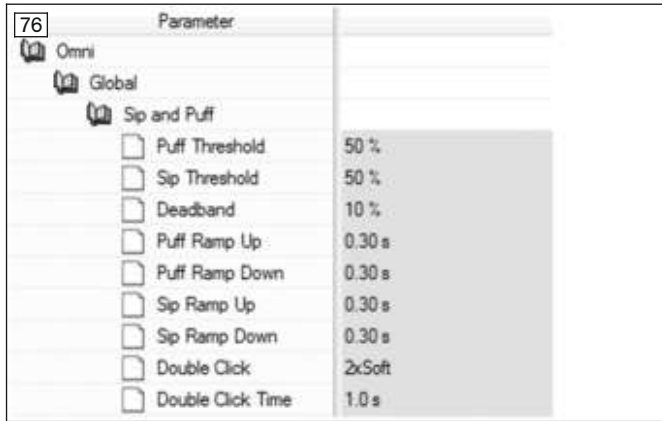 76
Parameter
Omni
Global
Sip and Puff
Puff Threshold 50 %
Sip Threshold 50 %
Deadband 10 %
Puff Ramp Up 0.30 s
Puff Ramp Down 0.30 s
Sip Ramp Up 0.30 s
Sip Ramp Down 0.30 s
Double Click 2xSoft
Double Click Time 1.0 s